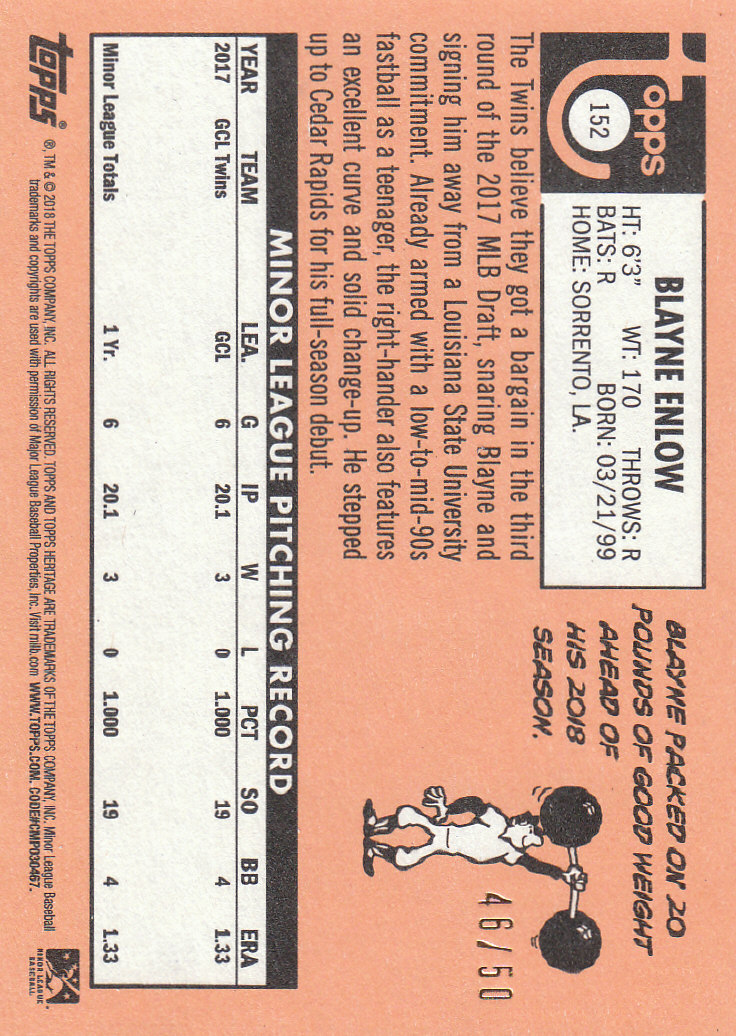 topps
152
BLAYNE ENLOW
HT: 6'3" WT: 170 THROWS: R
BATS: R BORN: 03/21/99
HOME: SORRENTO, LA.
BLAYNE PACKED ON 20
POUNDS OF GOOD WEIGHT
AHEAD OF
HIS 2018
SEASON.
46/50
The Twins believe they got a bargain in the third
round of the 2017 MLB Draft, snaring Blayne and
signing him away from a Louisiana State University
commitment. Already armed with a low-to-mid-90s
fastball as a teenager, the right-hander also features
an excellent curve and solid change-up. He stepped
up to Cedar Rapids for his full-season debut.
MINOR LEAGUE PITCHING RECORD
YEAR TEAM LEA. G IP W L PCT SO BB ERA
2017 GCL Twins GCL 6 20.1 3 0 1.000 19 4 1.33
Minor League Totals 1 Yr. 6 20.1 3 0 1.000 19 4 1.33
topps®
®, TM & © 2018 THE TOPPS COMPANY, INC. ALL RIGHTS RESERVED. TOPPS AND TOPPS HERITAGE ARE TRADEMARKS OF THE TOPPS COMPANY, INC. Minor League Baseball
trademarks and copyrights are used with permission of Major League Baseball Properties, Inc. Visit milb.com WWW.TOPPS.COM. CODE#CMPD30467.
MINOR LEAGUE
BASEBALL